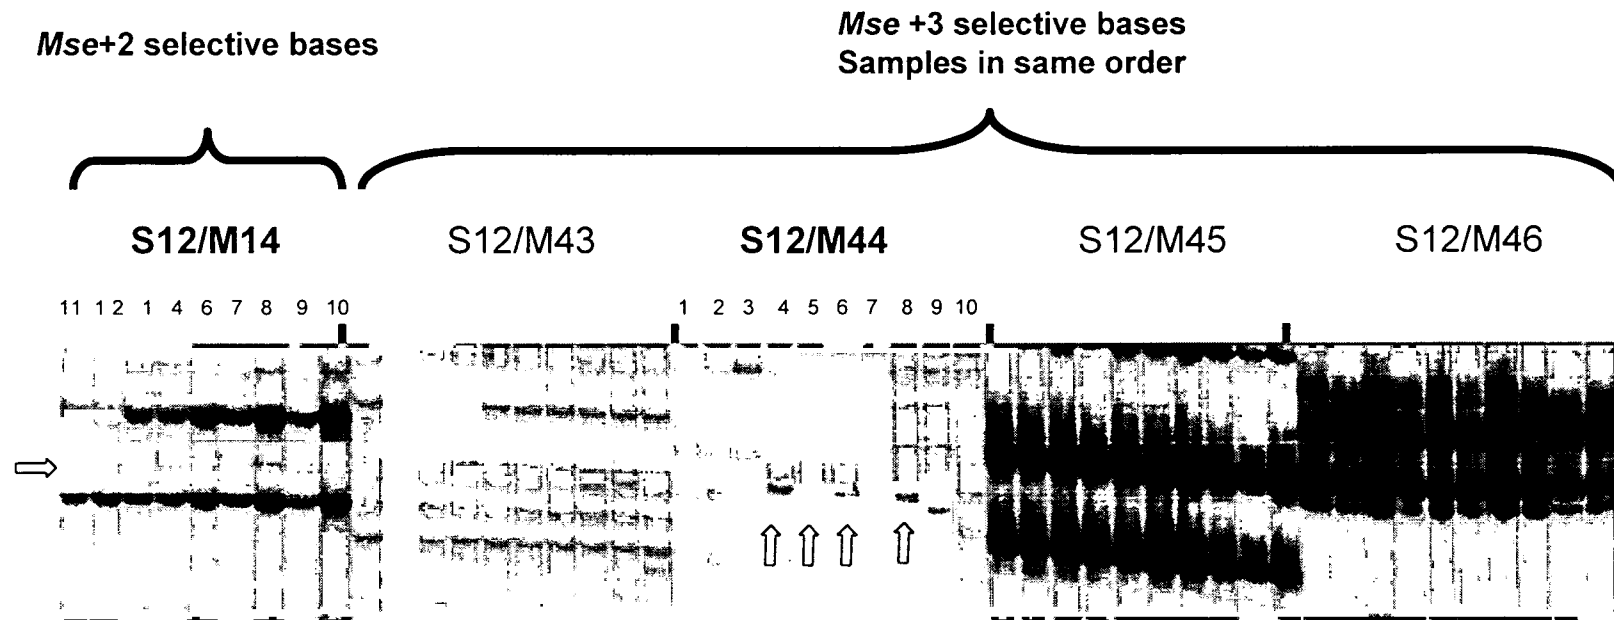 Mse+2 selective bases
Mse +3 selective bases
Samples in same order
S12/M14
S12/M43
S12/M44
S12/M45
S12/M46
11 1 2 1 4 6 7 8 9 10
1 2 3 4 5 6 7 8 9 10